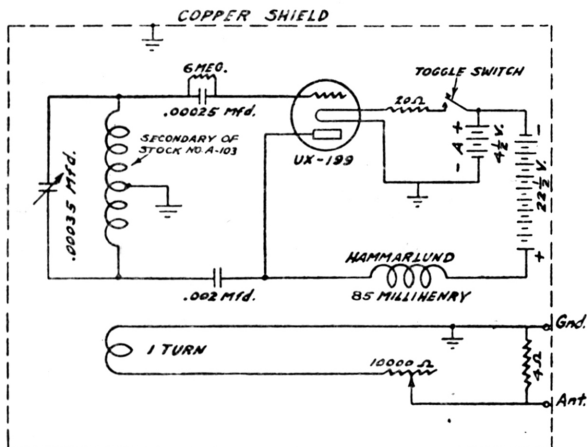 COPPER SHIELD
6 MEG.
.00025 Mfd.
TOGGLE SWITCH
20Ω
SECONDARY OF
STOCK NO. A-103
UX-199
- A +
4½ V.
-
22½ V.
+
.00035 Mfd.
HAMMARLUND
.002 Mfd.
85 MILLIHENRY
Gnd.
1 TURN
10000 Ω
4Ω
Ant.